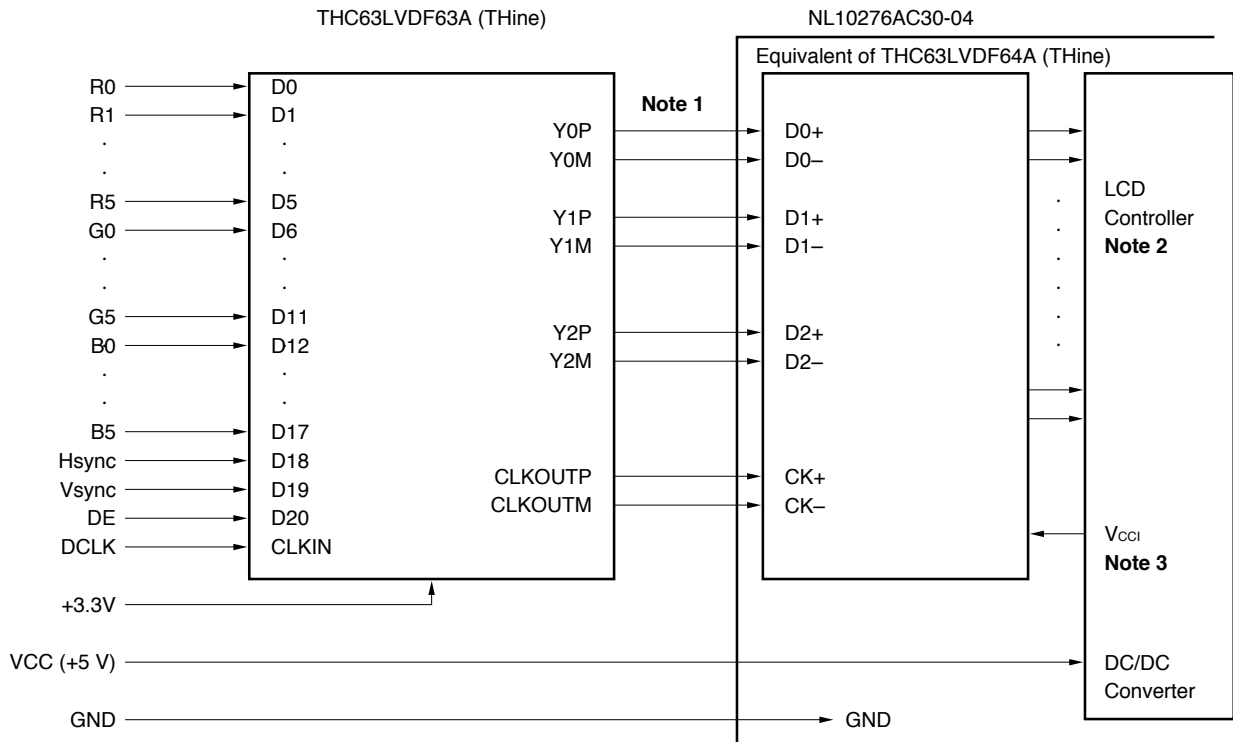 THC63LVDF63A (THine)
NL10276AC30-04
Equivalent of THC63LVDF64A (THine)
R0
D0
R1
D1
Note 1
Y0P
D0+
Y0M
D0–
R5
D5
G0
D6
Y1P
D1+
Y1M
D1–
LCD
Controller
Note 2
G5
D11
B0
D12
Y2P
D2+
Y2M
D2–
B5
D17
Hsync
D18
Vsync
D19
DE
D20
DCLK
CLKIN
CLKOUTP
CK+
CLKOUTM
CK–
VCCI
Note 3
+3.3V
VCC (+5 V)
DC/DC
Converter
GND
GND